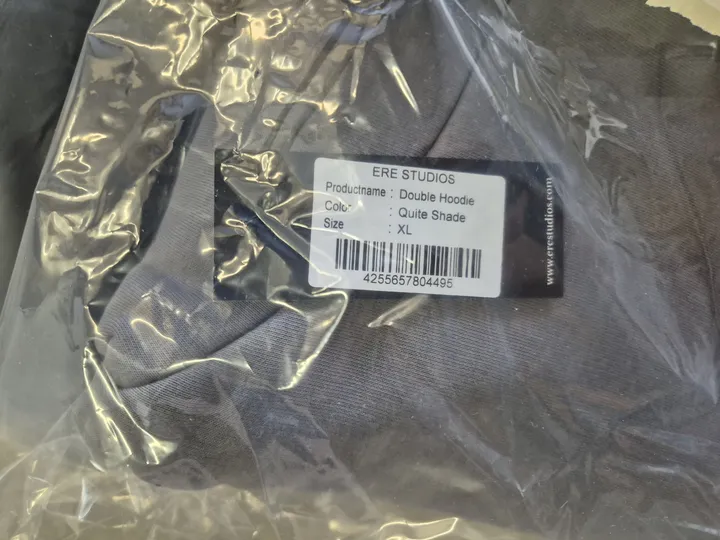 ERE STUDIOS
Productname : Double Hoodie
Color : Quite Shade
Size : XL
4255657804495
www.erestudios.com